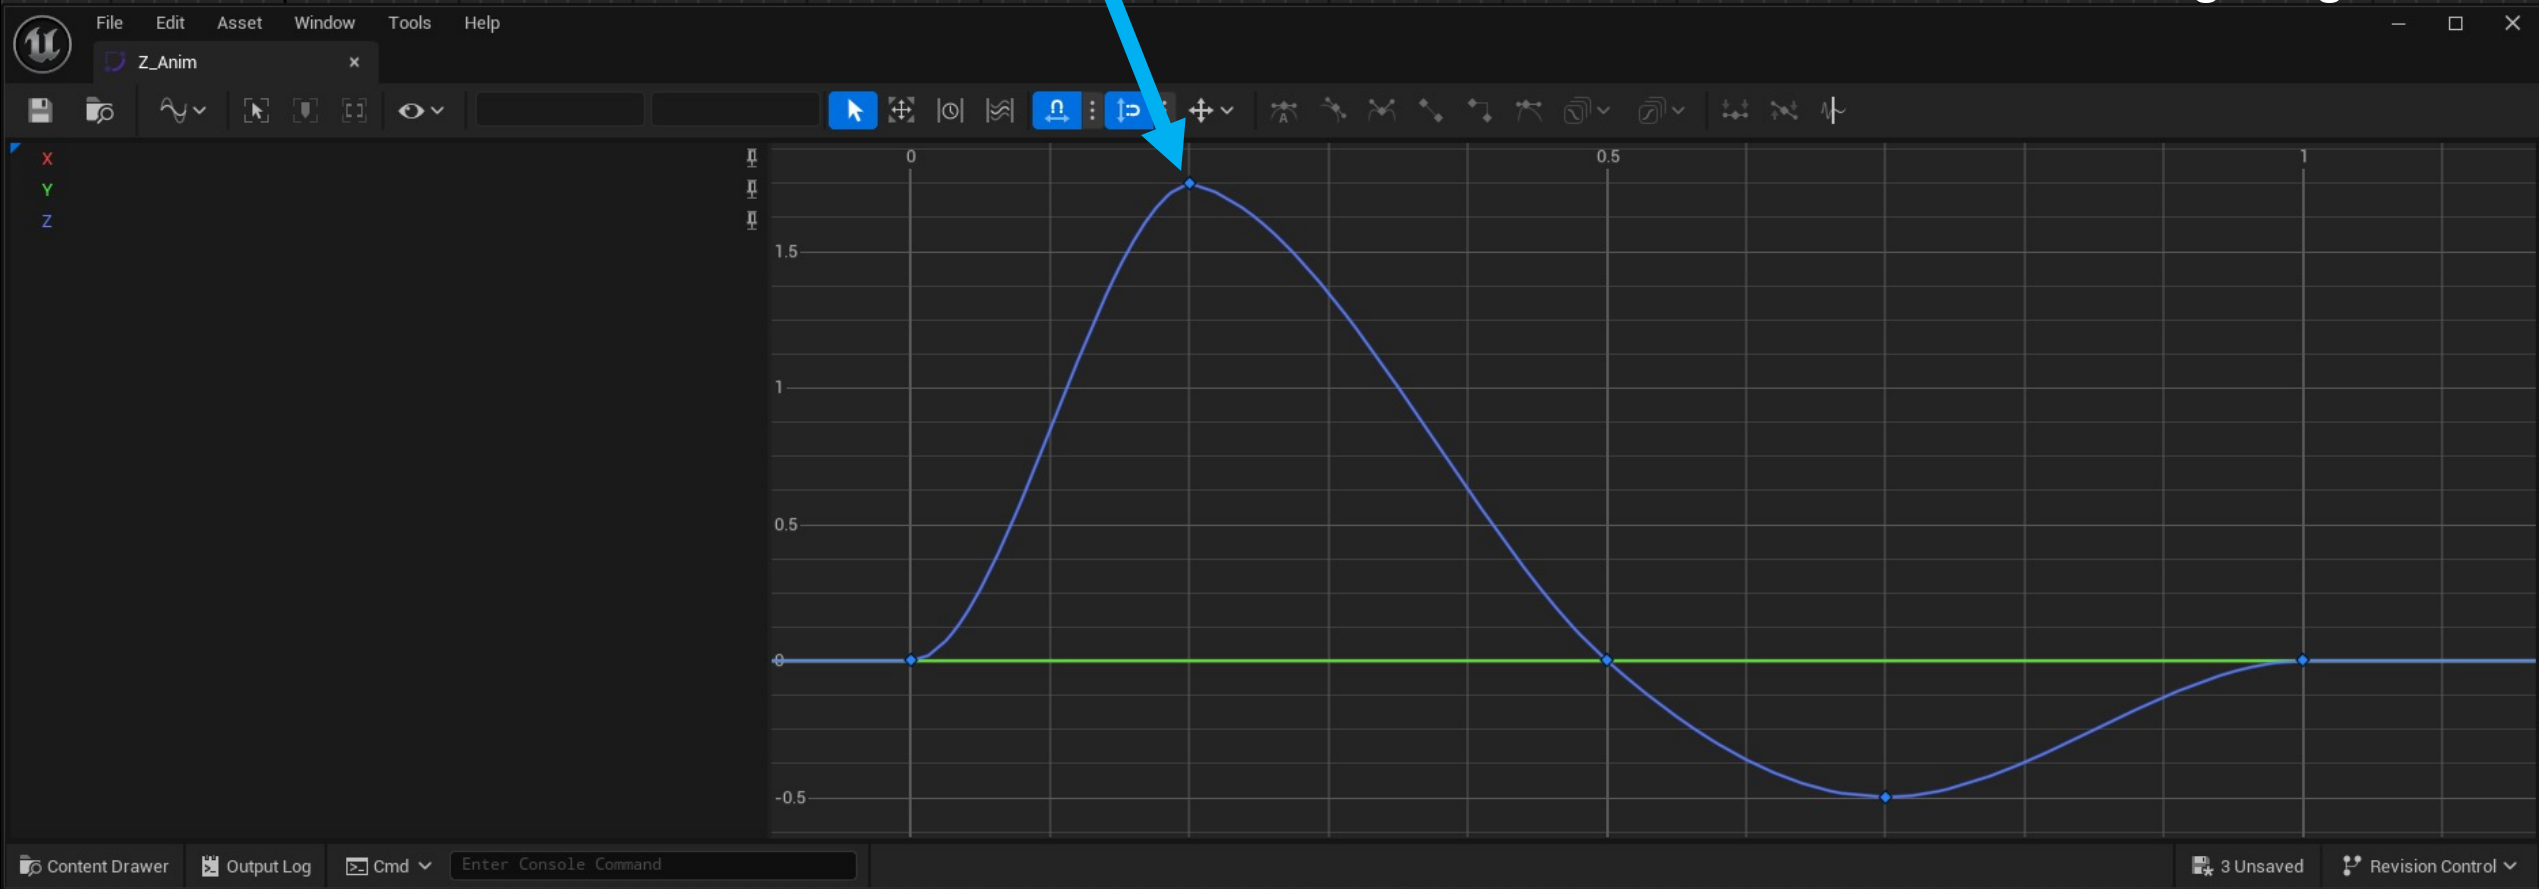 File Edit Asset Window Tools Help
Z_Anim
X
Y
Z
0 0.5 1
1.5
1
0.5
0
-0.5
Content Drawer Output Log Cmd Enter Console Command 3 Unsaved Revision Control